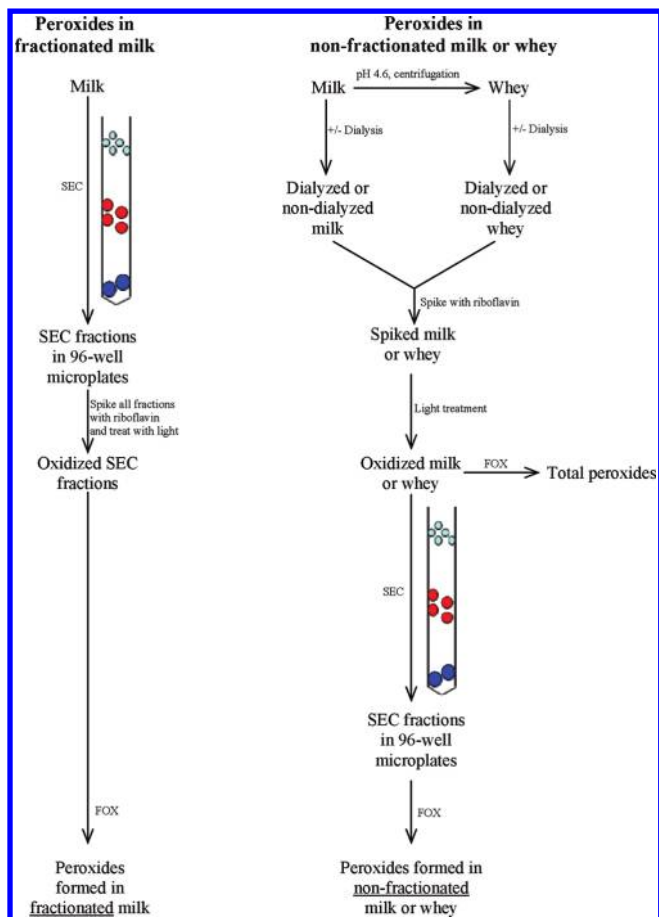 Peroxides in
fractionated milk
Milk
SEC
SEC fractions
in 96-well
microplates
Spike all fractions
with riboflavin
and treat with light
Oxidized SEC
fractions
FOX
Peroxides
formed in
fractionated milk
Peroxides in
non-fractionated milk or whey
Milk
pH 4.6, centrifugation
Whey
+/- Dialysis
+/- Dialysis
Dialyzed or
non-dialyzed
milk
Dialyzed or
non-dialyzed
whey
Spike with riboflavin
Spiked milk
or whey
Light treatment
Oxidized milk
or whey
FOX
Total peroxides
SEC
SEC fractions
in 96-well
microplates
FOX
Peroxides formed in
non-fractionated
milk or whey